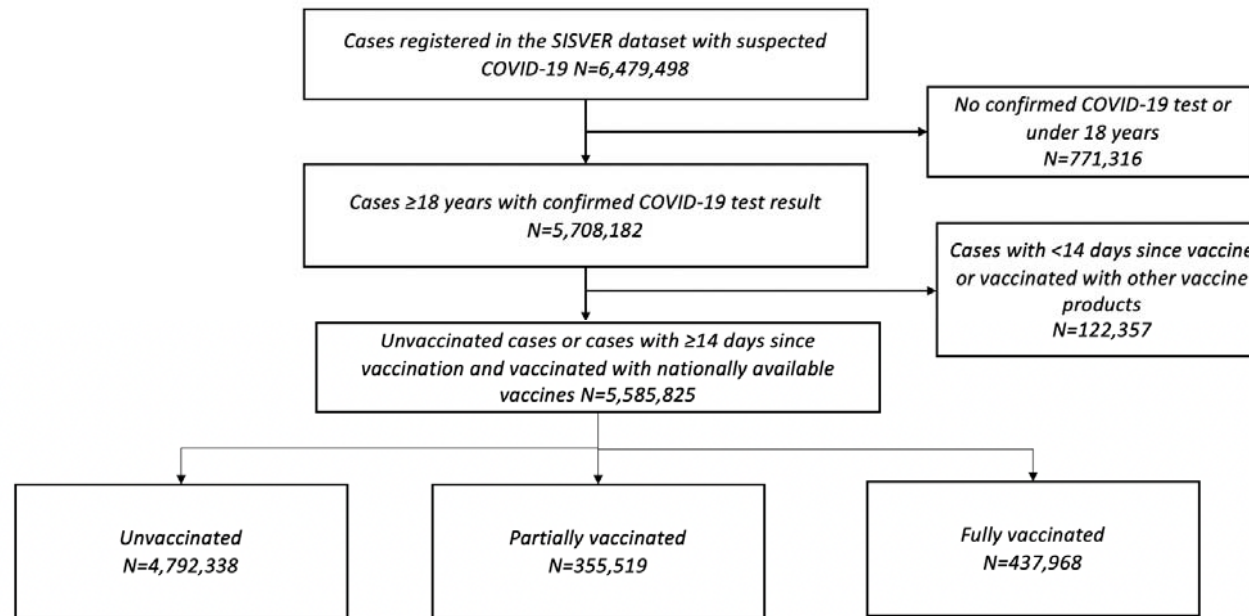 Cases registered in the SISVER dataset with suspected
COVID-19 N=6,479,498
No confirmed COVID-19 test or
under 18 years
N=771,316
Cases ≥18 years with confirmed COVID-19 test result
N=5,708,182
Cases with <14 days since vaccine
or vaccinated with other vaccine
products
N=122,357
Unvaccinated cases or cases with ≥14 days since
vaccination and vaccinated with nationally available
vaccines N=5,585,825
Unvaccinated
N=4,792,338
Partially vaccinated
N=355,519
Fully vaccinated
N=437,968